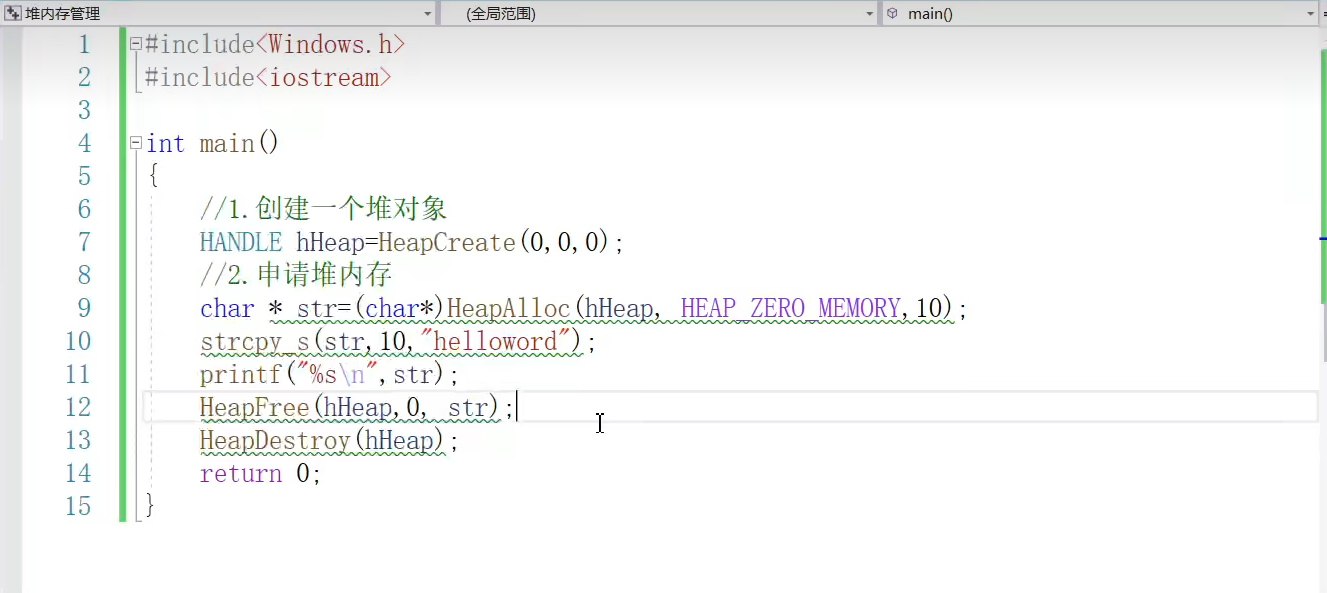 堆内存管理 (全局范围) main()
1 #include<Windows.h>
2 #include<iostream>
3
4 int main()
5 {
6 //1.创建一个堆对象
7 HANDLE hHeap=HeapCreate(0,0,0);
8 //2.申请堆内存
9 char * str=(char*)HeapAlloc(hHeap, HEAP_ZERO_MEMORY,10);
10 strcpy_s(str,10,"helloword");
11 printf("%s\n",str);
12 HeapFree(hHeap,0, str);
13 HeapDestroy(hHeap);
14 return 0;
15 }